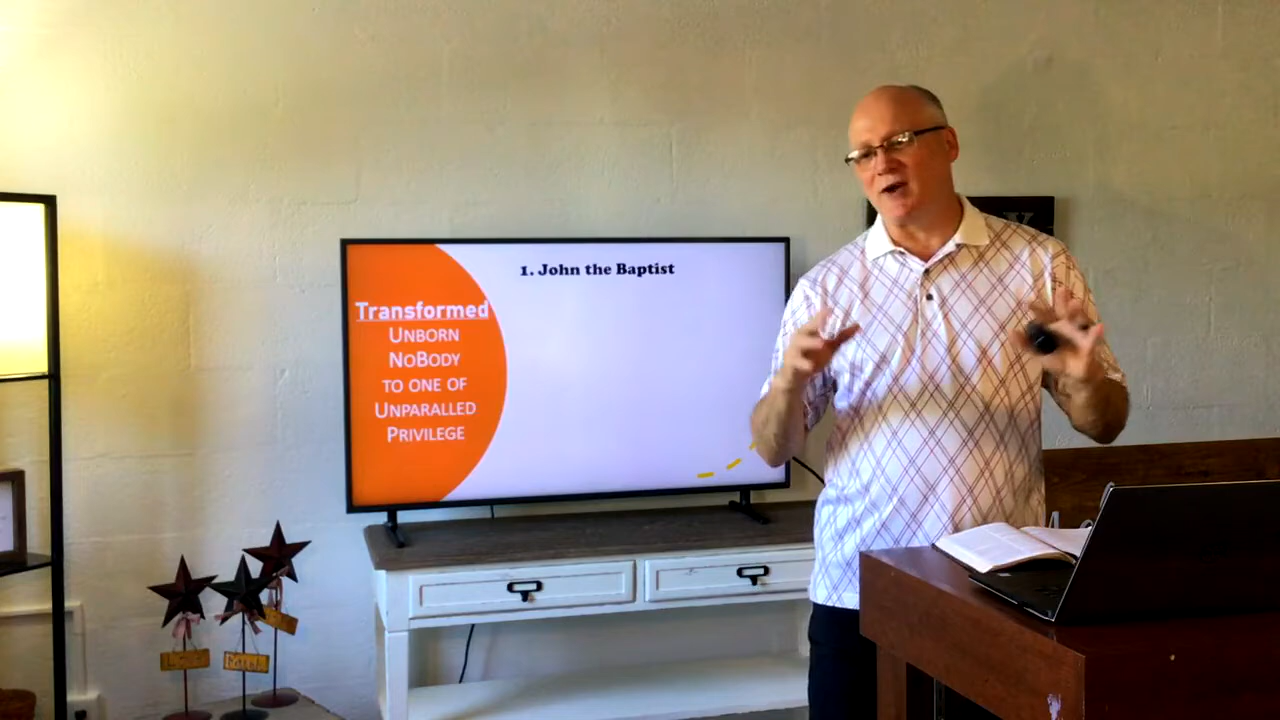 1. John the Baptist
Transformed
UNBORN
NOBODY
TO ONE OF
UNPARALLED
PRIVILEGE